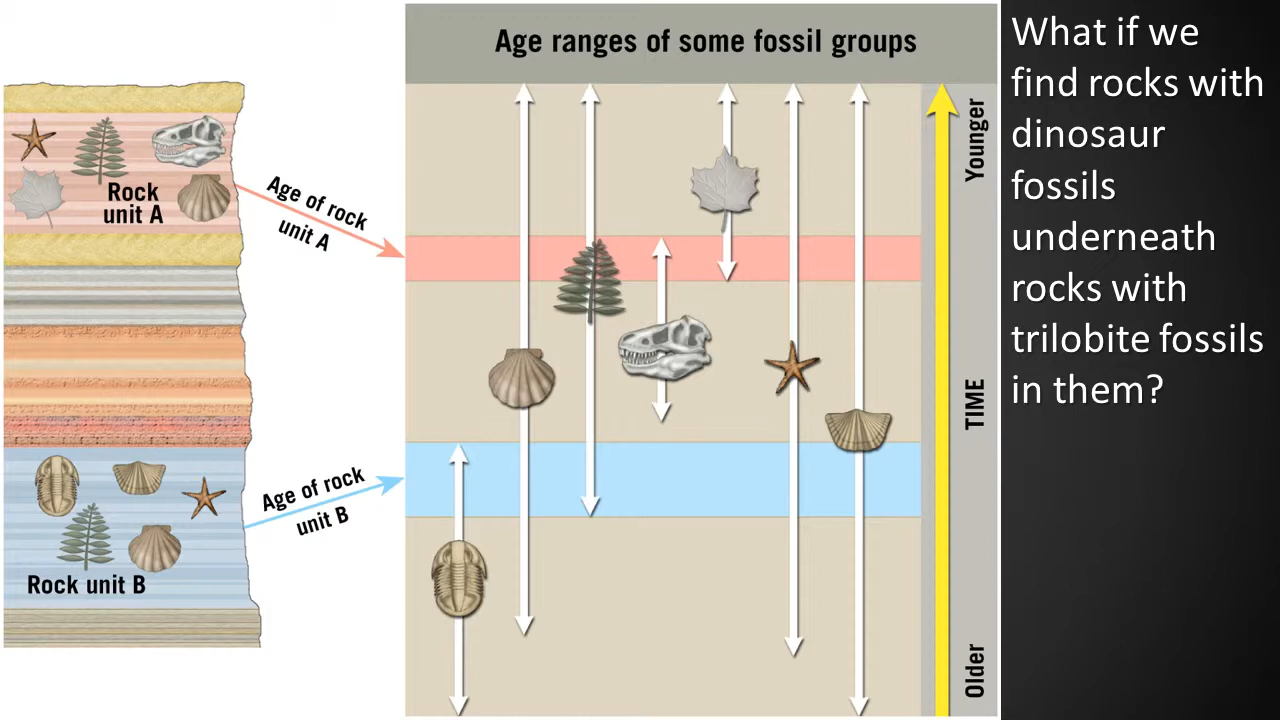 Age ranges of some fossil groups
Rock
unit A
Age of rock
unit A
Age of rock
unit B
Rock unit B
Younger
TIME
Older
What if we
find rocks with
dinosaur
fossils
underneath
rocks with
trilobite fossils
in them?